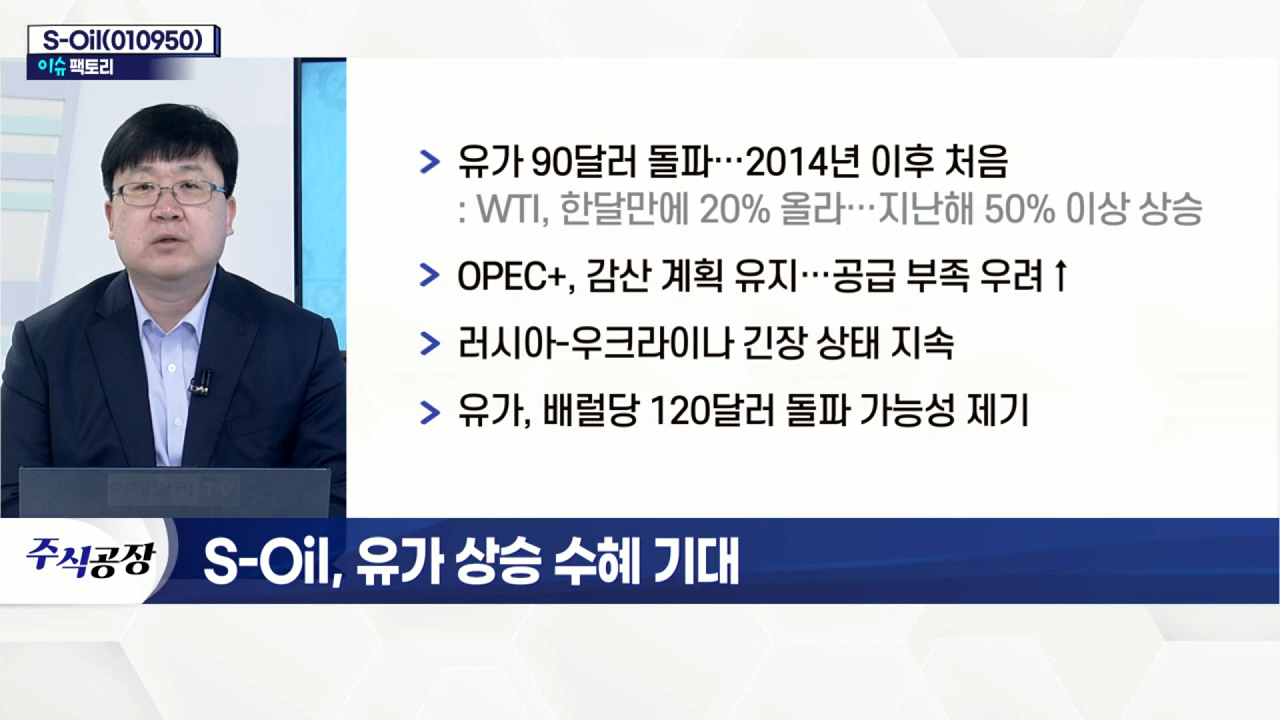 S-Oil(010950)
이슈 팩토리
> 유가 90달러 돌파…2014년 이후 처음
: WTI, 한달만에 20% 올라…지난해 50% 이상 상승
> OPEC+, 감산 계획 유지…공급 부족 우려↑
> 러시아-우크라이나 긴장 상태 지속
> 유가, 배럴당 120달러 돌파 가능성 제기
이데일리 TV
주식공장
S-Oil, 유가 상승 수혜 기대